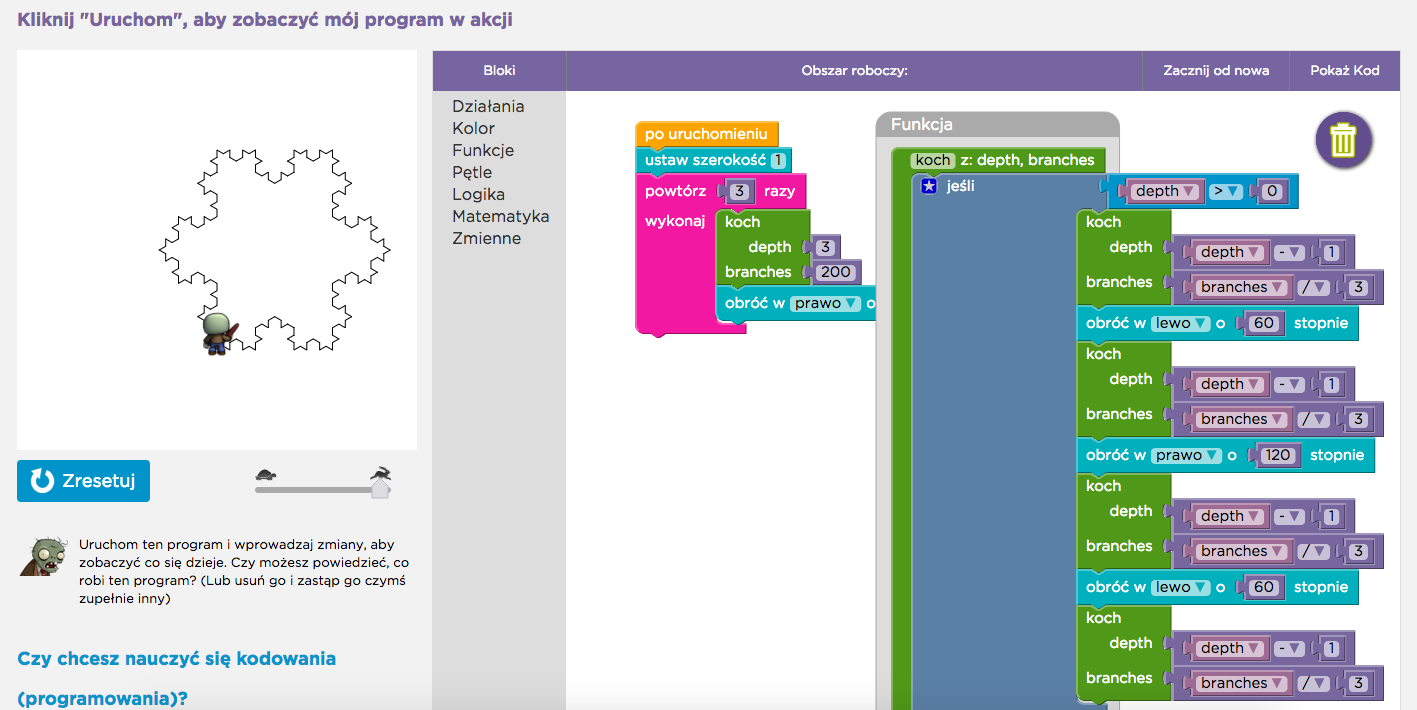 Kliknij "Uruchom", aby zobaczyć mój program w akcji
Bloki
Obszar roboczy:
Zacznij od nowa
Pokaż Kod
Działania
Kolor
Funkcje
Pętle
Logika
Matematyka
Zmienne
po uruchomieniu
ustaw szerokość 1
powtórz 3 razy
wykonaj
koch
depth 3
branches 200
obróć w prawo o
Funkcja
koch z: depth, branches
jeśli depth > 0
koch
depth depth - 1
branches branches / 3
obróć w lewo o 60 stopnie
koch
depth depth - 1
branches branches / 3
obróć w prawo o 120 stopnie
koch
depth depth - 1
branches branches / 3
obróć w lewo o 60 stopnie
koch
depth depth - 1
branches branches / 3
Zresetuj
Uruchom ten program i wprowadzaj zmiany, aby
zobaczyć co się dzieje. Czy możesz powiedzieć, co
robi ten program? (Lub usuń go i zastąp go czymś
zupełnie inny)
Czy chcesz nauczyć się kodowania
(programowania)?